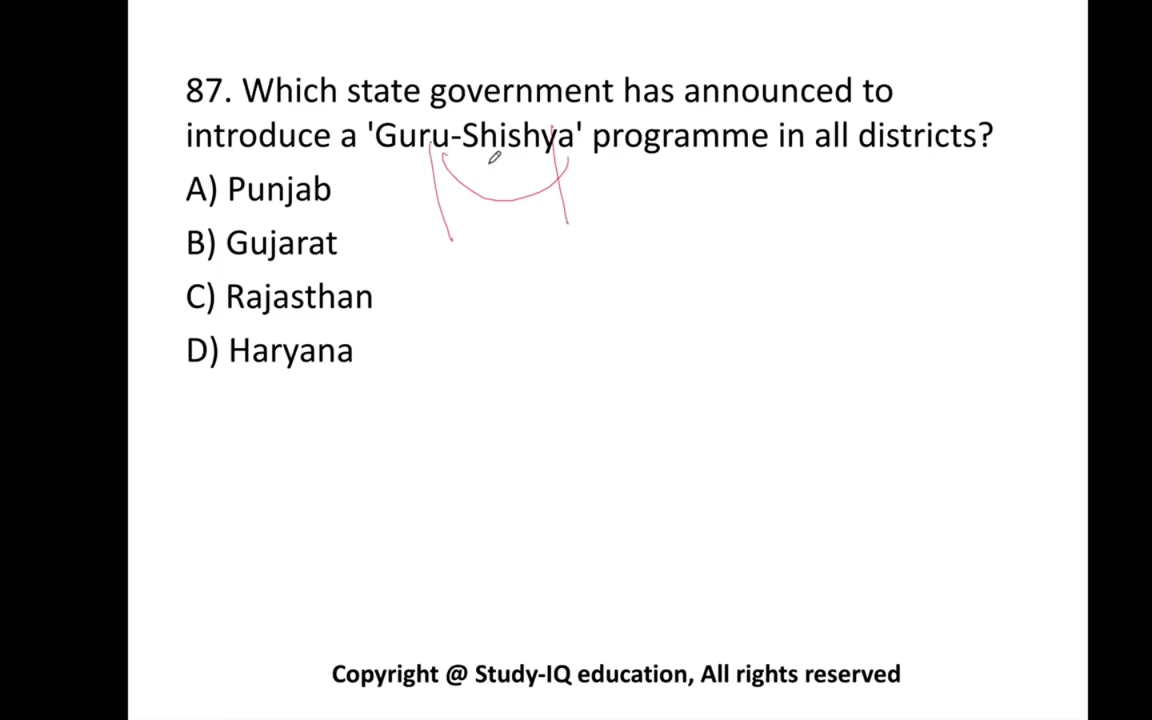 87. Which state government has announced to
introduce a 'Guru-Shishya' programme in all districts?
A) Punjab
B) Gujarat
C) Rajasthan
D) Haryana
Copyright @ Study-IQ education, All rights reserved